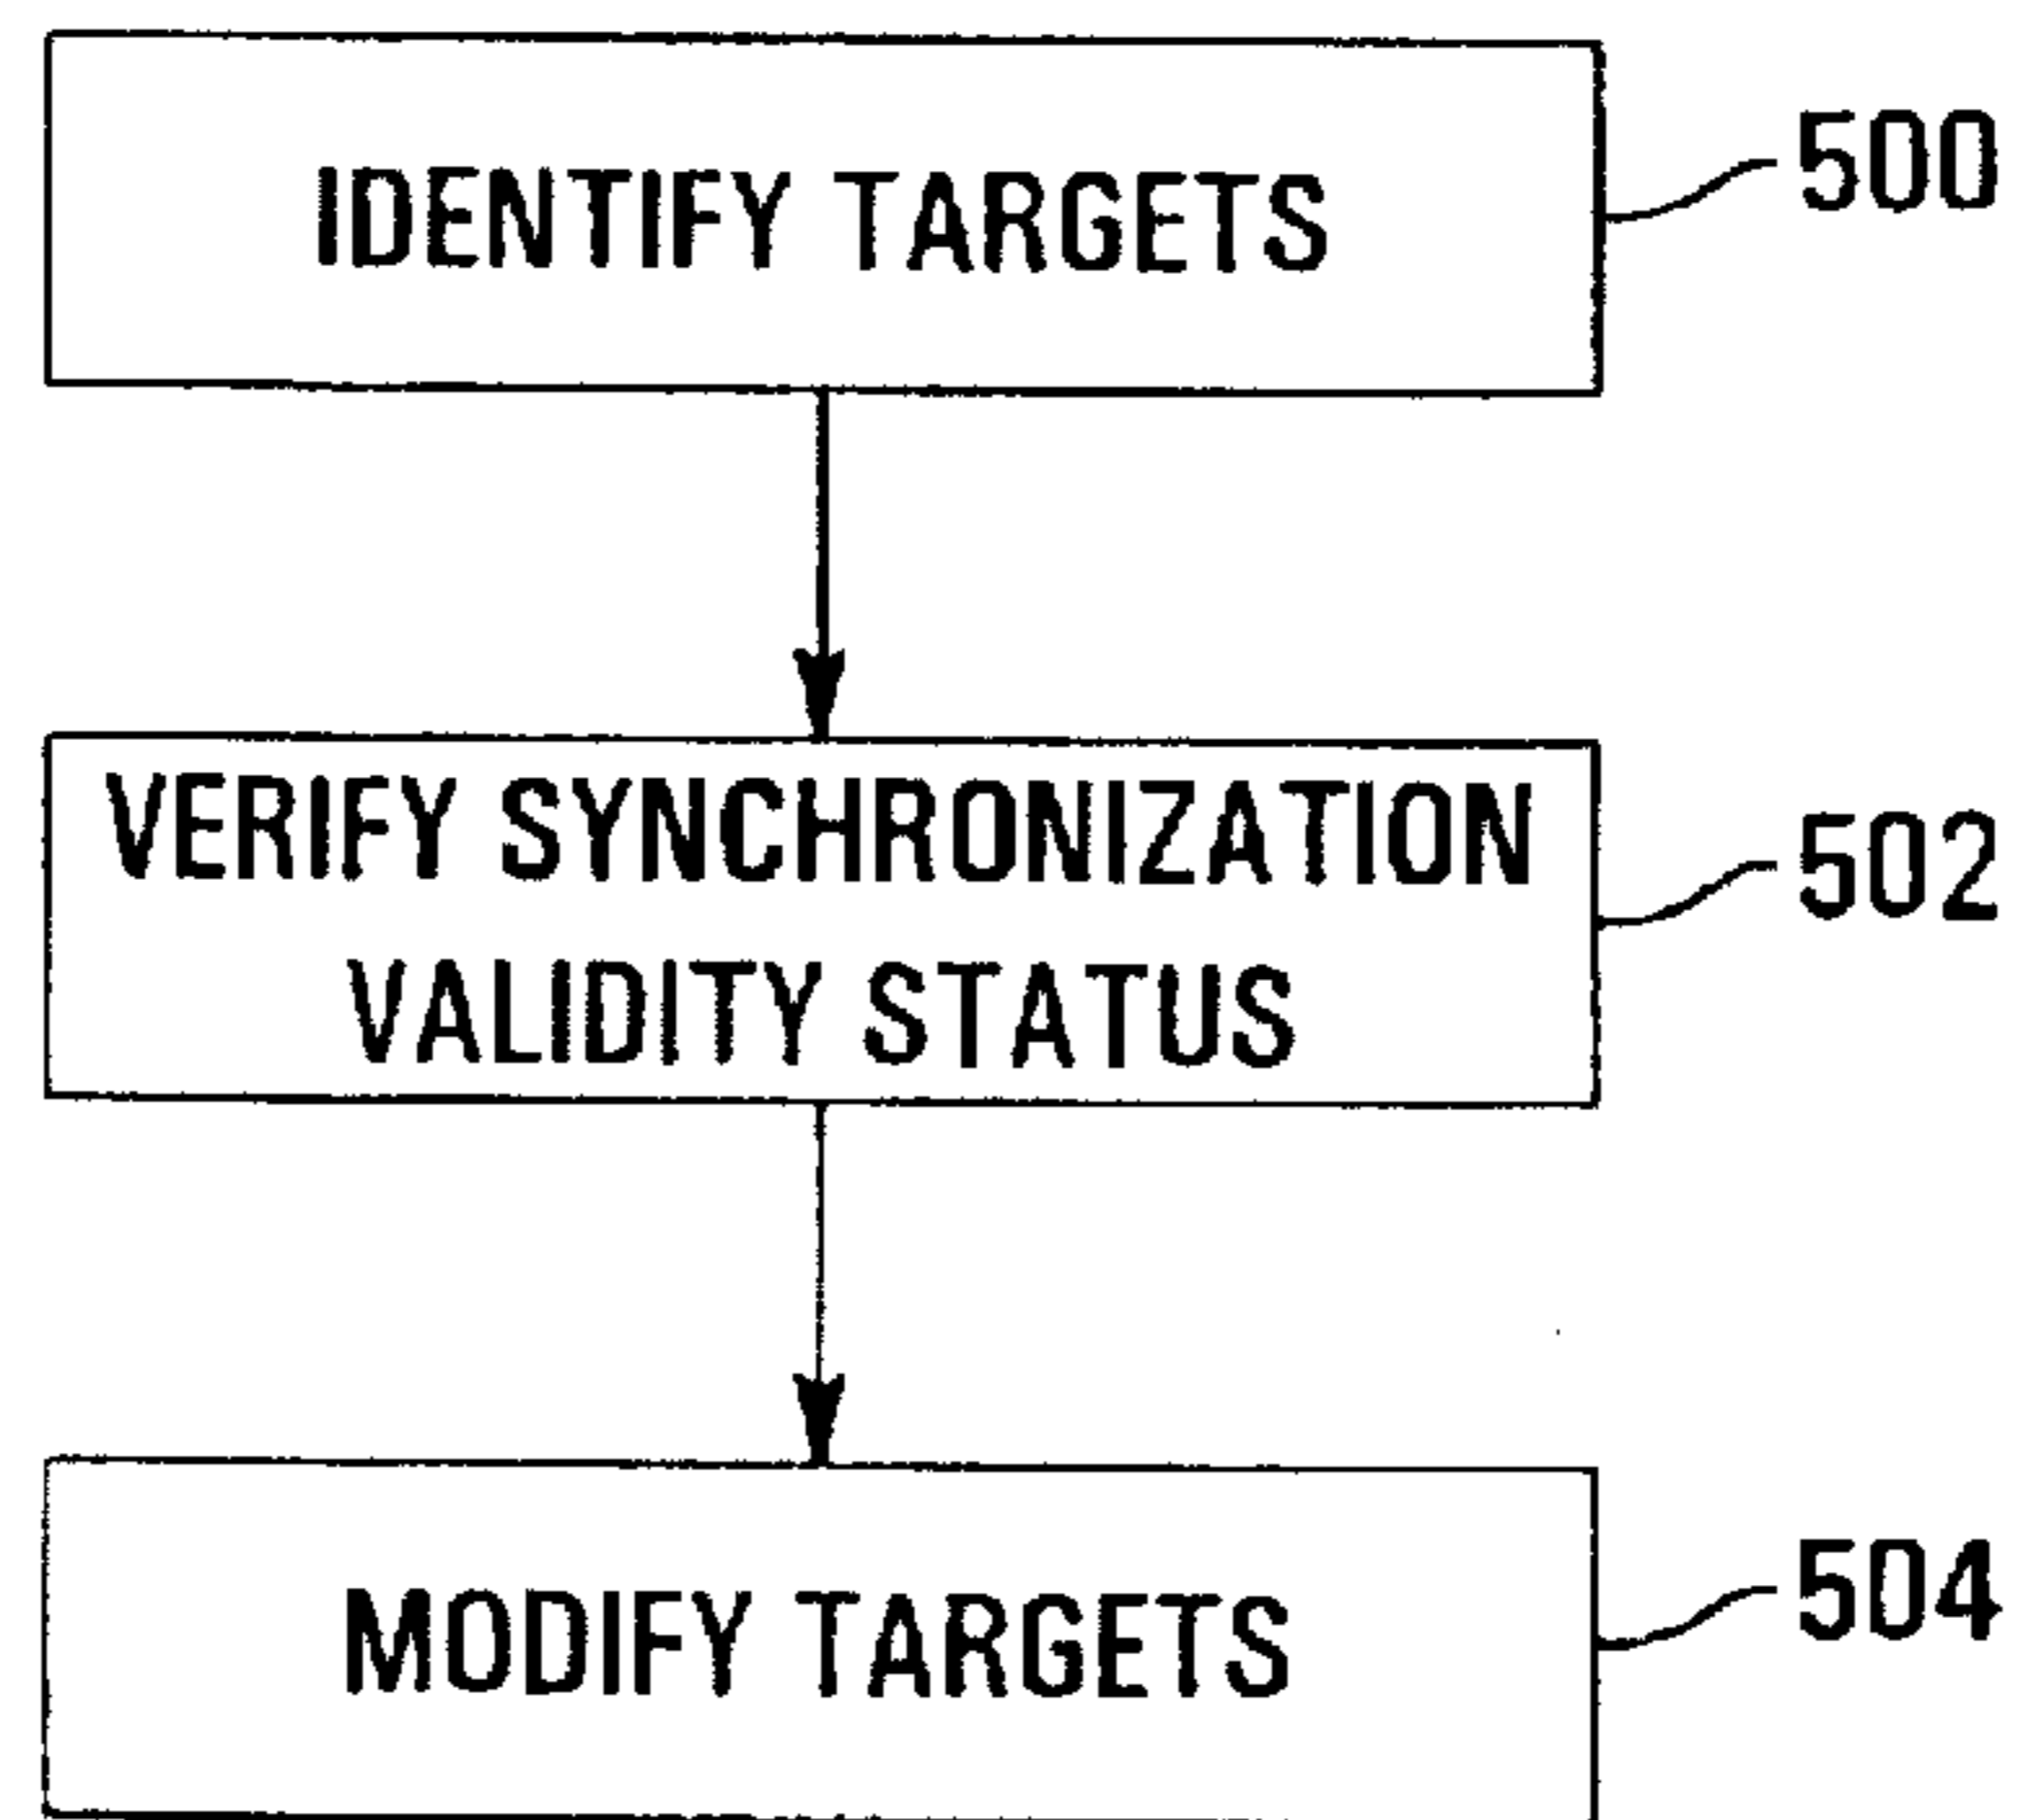 IDENTIFY TARGETS
500
VERIFY SYNCHRONIZATION
VALIDITY STATUS
502
MODIFY TARGETS
504